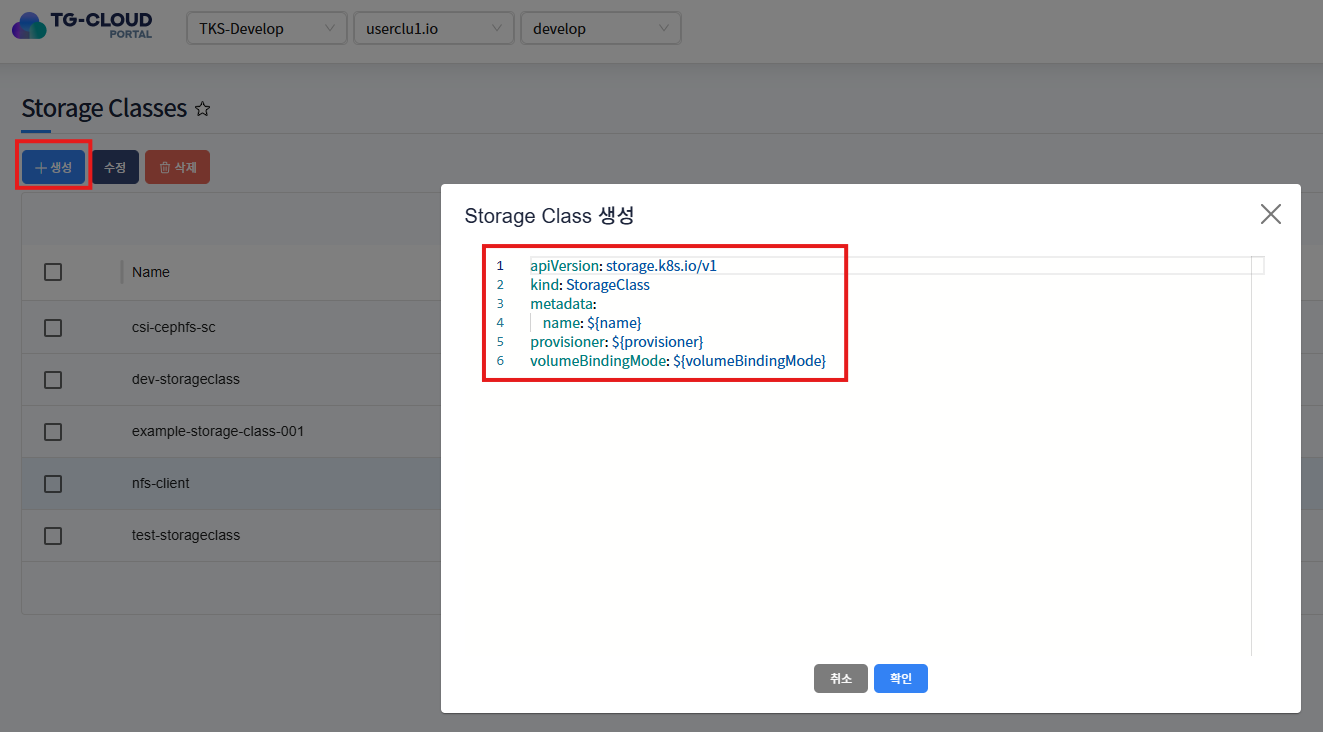 TG-CLOUD
PORTAL
TKS-Develop
userclu1.io
develop
Storage Classes
생성
수정
삭제
Name
csi-cephfs-sc
dev-storageclass
example-storage-class-001
nfs-client
test-storageclass
Storage Class 생성
1 apiVersion: storage.k8s.io/v1
2 kind: StorageClass
3 metadata:
4 name: ${name}
5 provisioner: ${provisioner}
6 volumeBindingMode: ${volumeBindingMode}
취소
확인